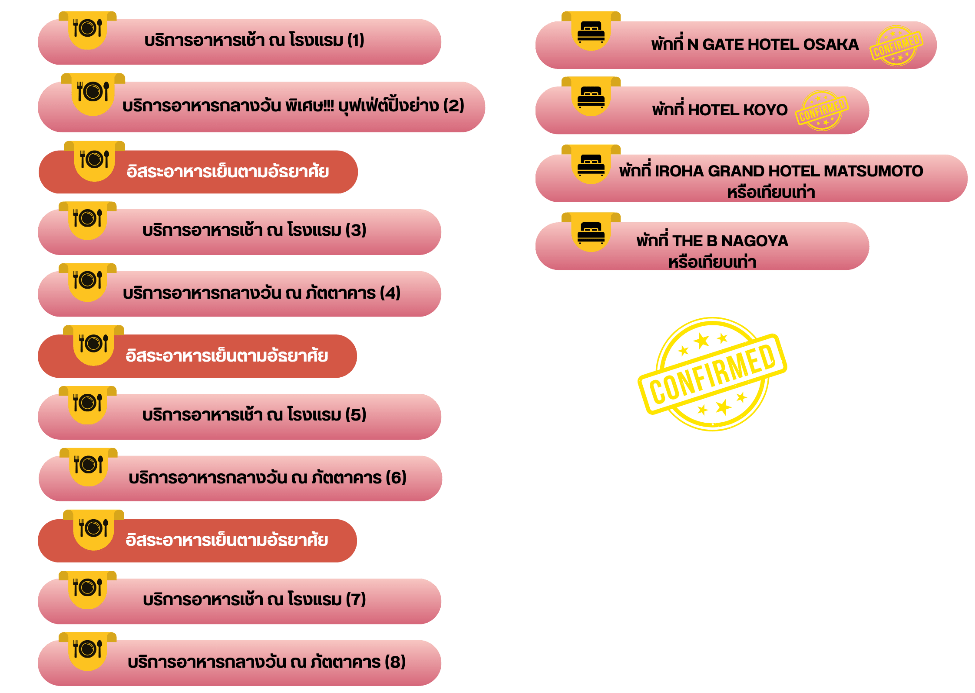 บริการอาหารเช้า ณ โรงแรม (1)
บริการอาหารกลางวัน พิเศษ!!! บุฟเฟ่ต์ปิ้งย่าง (2)
อิสระอาหารเย็นตามอัธยาศัย
บริการอาหารเช้า ณ โรงแรม (3)
บริการอาหารกลางวัน ณ ภัตตาคาร (4)
อิสระอาหารเย็นตามอัธยาศัย
บริการอาหารเช้า ณ โรงแรม (5)
บริการอาหารกลางวัน ณ ภัตตาคาร (6)
อิสระอาหารเย็นตามอัธยาศัย
บริการอาหารเช้า ณ โรงแรม (7)
บริการอาหารกลางวัน ณ ภัตตาคาร (8)
พักที่ N GATE HOTEL OSAKA
CONFIRMED
พักที่ HOTEL KOYO
CONFIRMED
พักที่ IROHA GRAND HOTEL MATSUMOTO
หรือเทียบเท่า
พักที่ THE B NAGOYA
หรือเทียบเท่า
CONFIRMED